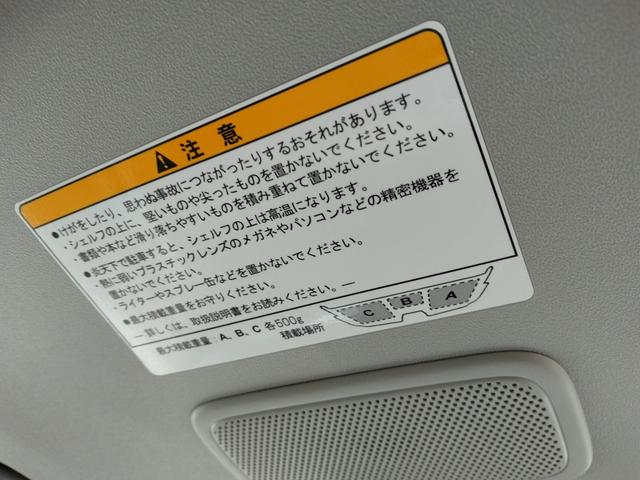 注意
●けがをしたり、思わぬ事故につながったりするおそれがあります。
・シェルフの上に、堅いものや尖ったものを置かないでください。
・書類や本など滑り落ちやすいものを積み重ねて置かないでください。
●炎天下で駐車すると、シェルフの上は高温になります。
・熱に弱いプラスチックレンズのメガネやパソコンなどの精密機器を
置かないでください。
・ライターやスプレー缶などを置かないでください。
●最大積載重量をお守りください。
― 詳しくは、取扱説明書をお読みください。―
最大積載重量：A、B、C 各500g
積載場所
C B A